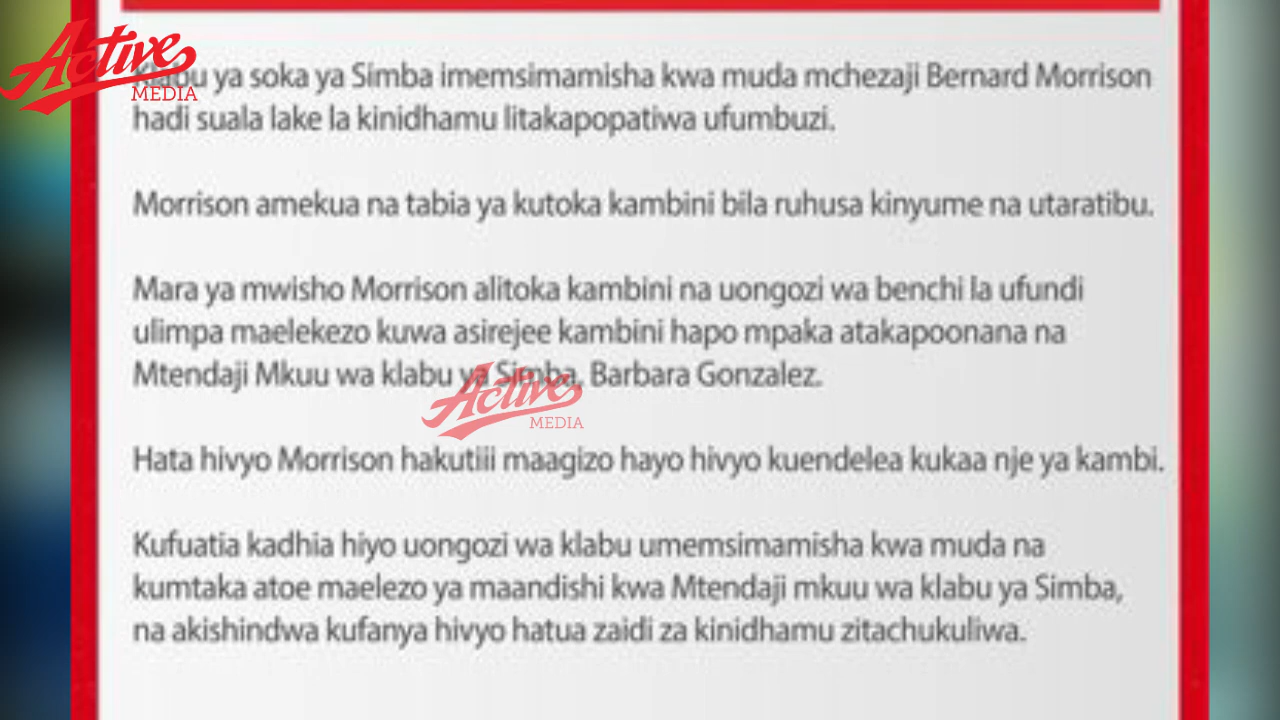 Active
MEDIA
Klabu ya soka ya Simba imemsimamisha kwa muda mchezaji Bernard Morrison
hadi suala lake la kinidhamu litakapopatiwa ufumbuzi.
Morrison amekua na tabia ya kutoka kambini bila ruhusa kinyume na utaratibu.
Mara ya mwisho Morrison alitoka kambini na uongozi wa benchi la ufundi
ulimpa maelekezo kuwa asirejee kambini hapo mpaka atakapoonana na
Mtendaji Mkuu wa klabu ya Simba, Barbara Gonzalez.
Active
MEDIA
Hata hivyo Morrison hakutiii maagizo hayo hivyo kuendelea kukaa nje ya kambi.
Kufuatia kadhia hiyo uongozi wa klabu umemsimamisha kwa muda na
kumtaka atoe maelezo ya maandishi kwa Mtendaji mkuu wa klabu ya Simba,
na akishindwa kufanya hivyo hatua zaidi za kinidhamu zitachukuliwa.